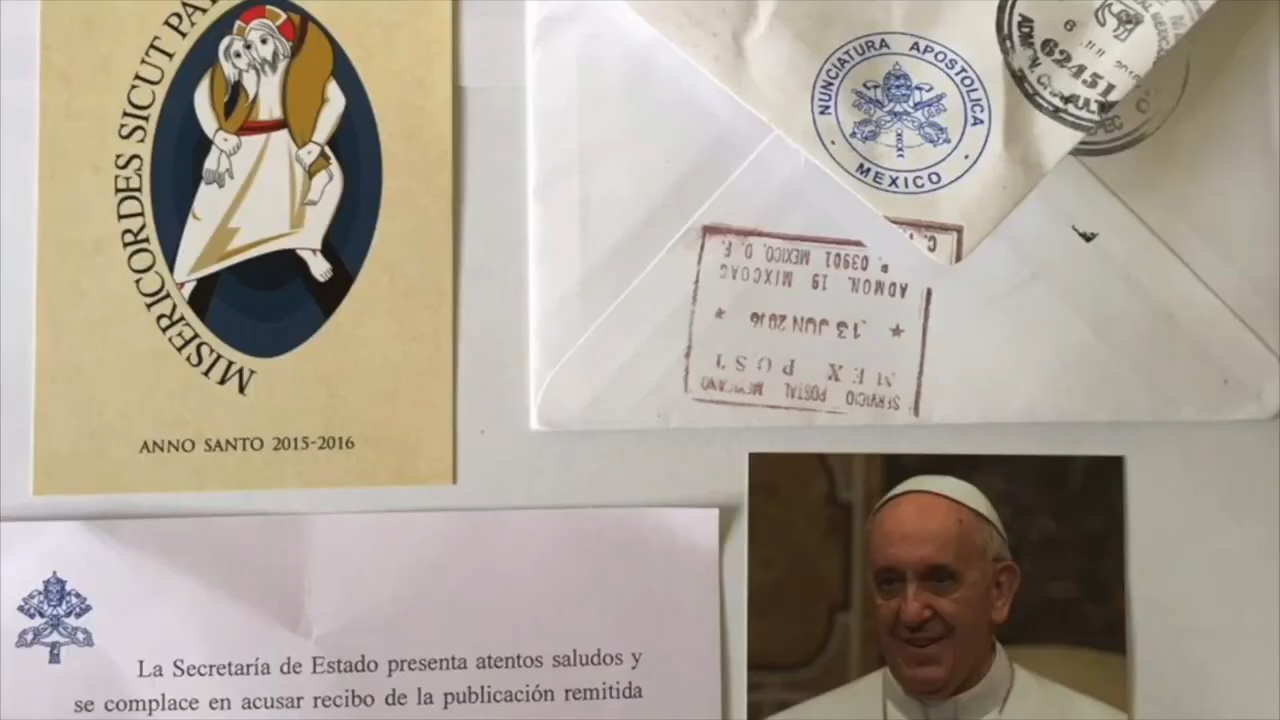 MISERICORDES SICUT PA
ANNO SANTO 2015-2016
NUNCIATURA APOSTOLICA
MEXICO
62451
SERVICIO POSTAL MEXICANO
MEX POST
★ 13 JUN 2016 ★
ADMON. 19 MIXCOAC
P. 03901 MEXICO, D. F.
La Secretaría de Estado presenta atentos saludos y
se complace en acusar recibo de la publicación remitida